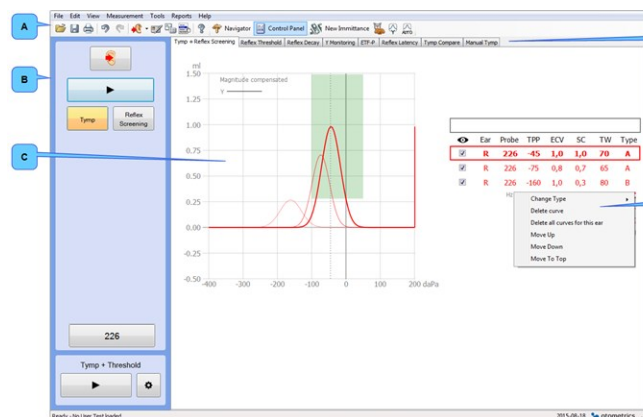 File Edit View Measurement Tools Reports Help
A
Navigator Control Panel New Immittance
Tymp + Reflex Screening Reflex Threshold Reflex Decay Y Monitoring ETF-P Reflex Latency Tymp Compare Manual Tymp
B
Tymp
Reflex
Screening
226
Tymp + Threshold
C
ml
Magnitude compensated
Y
1.50
1.25
1.00
0.75
0.50
0.25
0.00
-0.25
-0.50
-400 -300 -200 -100 0 100 200 daPa
Ear Probe TPP ECV SC TW Type
R 226 -45 1,0 1,0 70 A
R 226 -75 0,8 0,7 65 A
R 226 -160 1,0 0,3 80 B
Change Type
Delete curve
Delete all curves for this ear
Move Up
Move Down
Move To Top
Ready - No User Test loaded
2015-08-18 otometrics